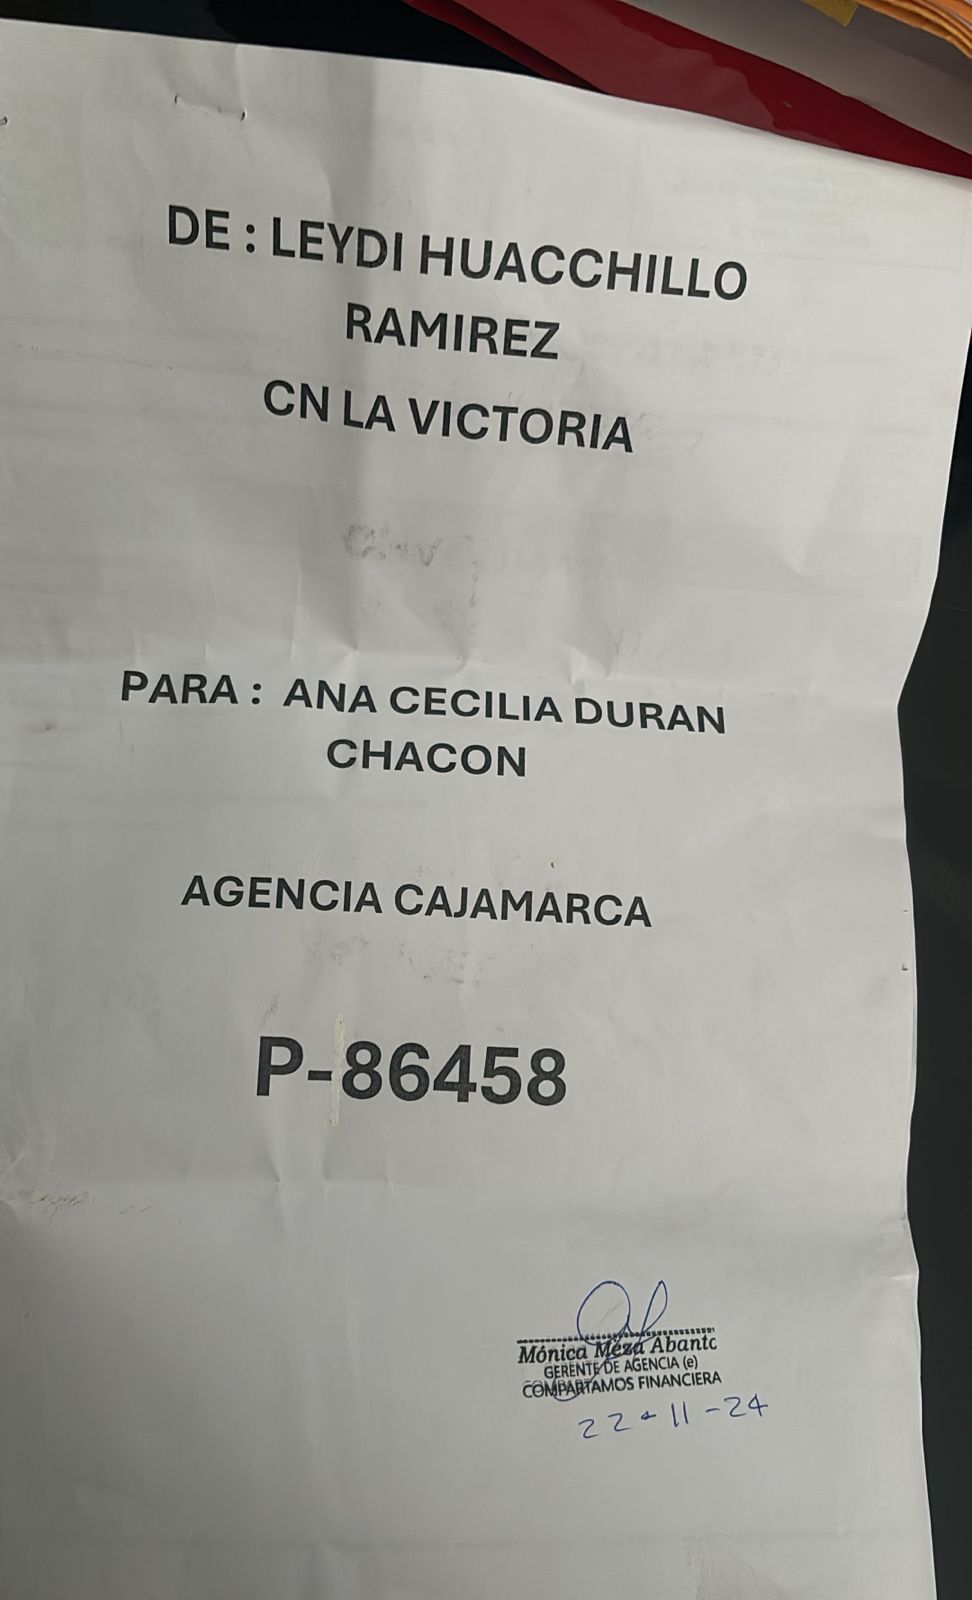 DE : LEYDI HUACCHILLO
RAMIREZ
CN LA VICTORIA
PARA : ANA CECILIA DURAN
CHACON
AGENCIA CAJAMARCA
P-86458
Mónica Meza Abanto
GERENTE DE AGENCIA (e)
COMPARTAMOS FINANCIERA
22-11-24